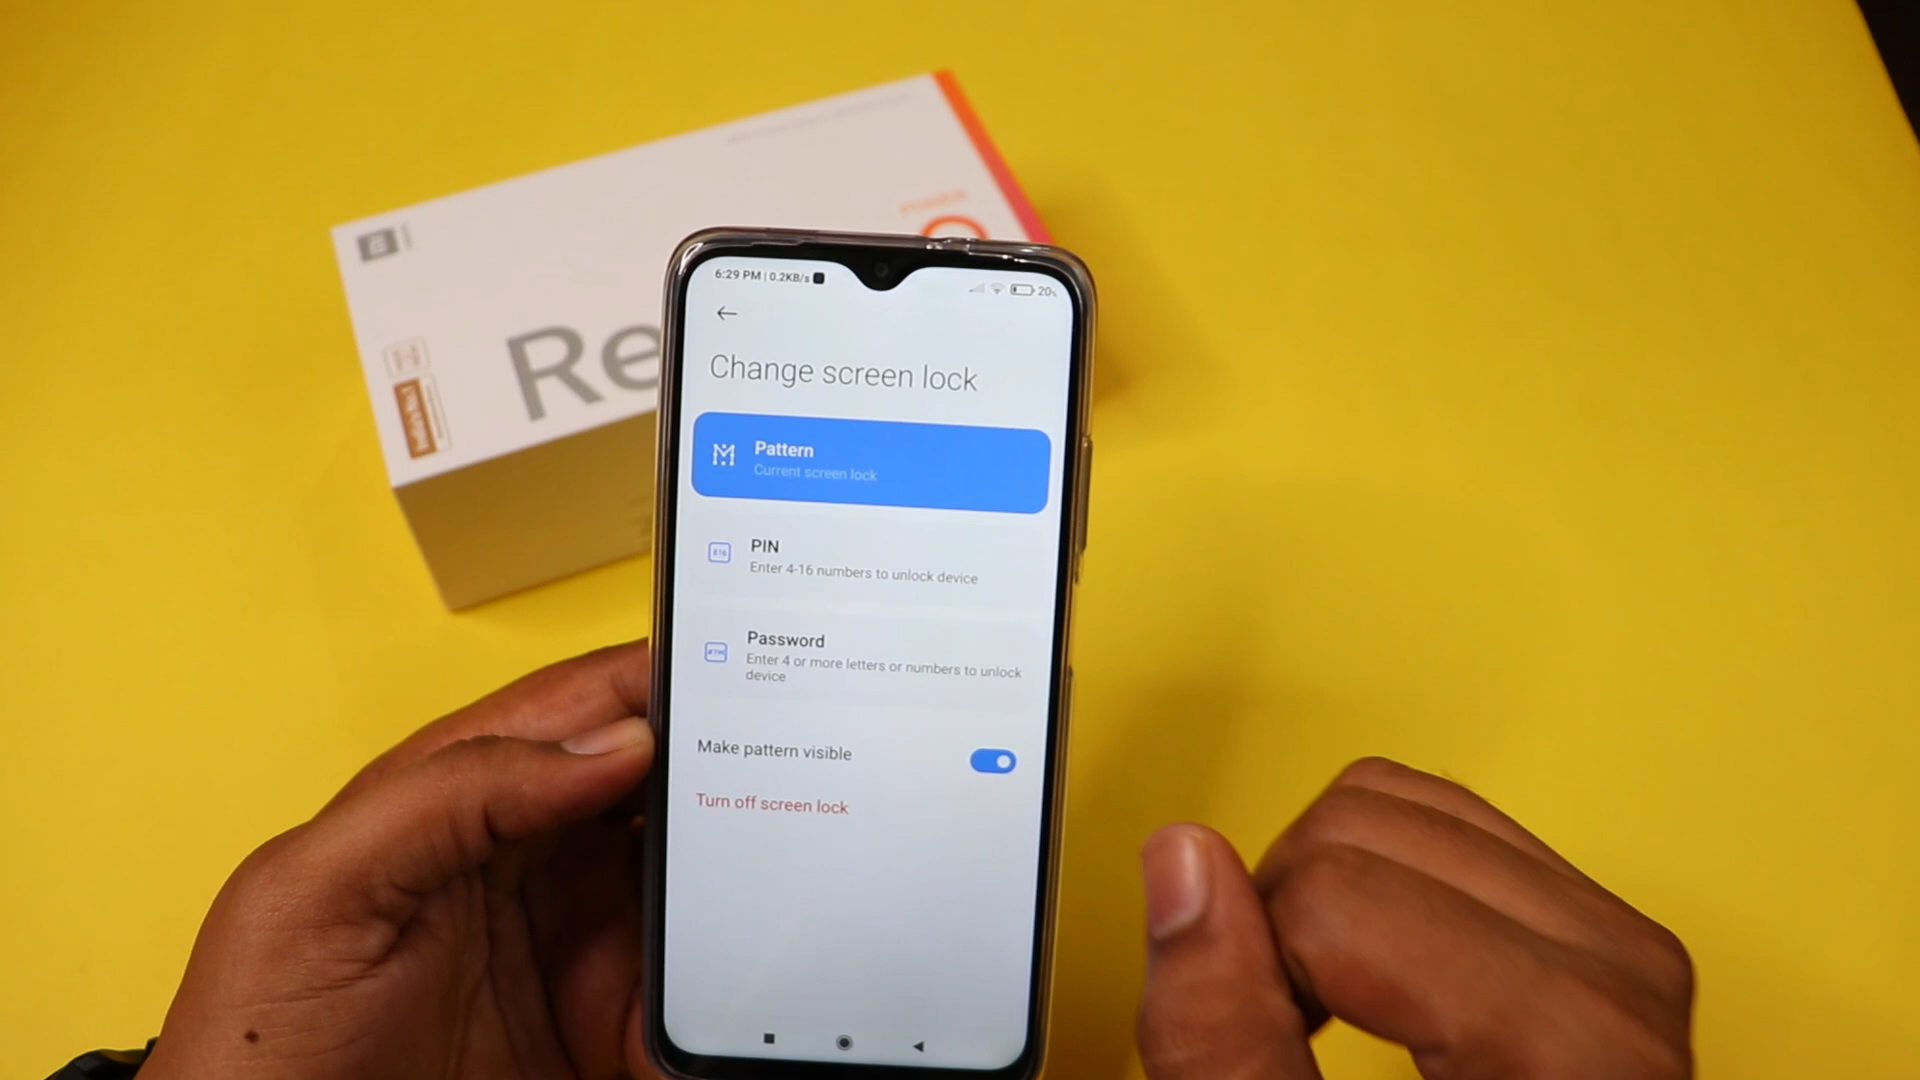 Re
POWER
6:29 PM | 0.2KB/s
20%
Change screen lock
Pattern
Current screen lock
PIN
Enter 4-16 numbers to unlock device
Password
Enter 4 or more letters or numbers to unlock
device
Make pattern visible
Turn off screen lock